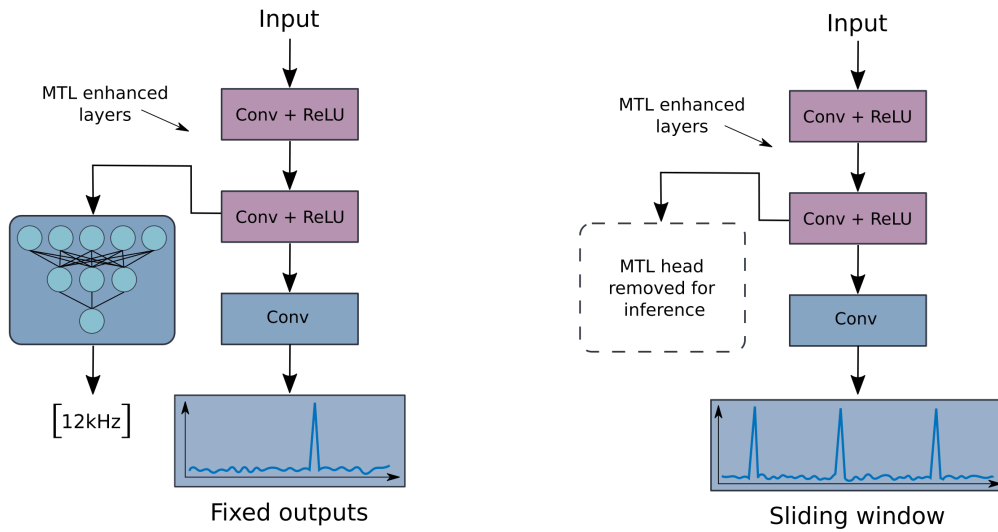 Input
MTL enhanced
layers
Conv + ReLU
Conv + ReLU
Conv
[12kHz]
Fixed outputs
Input
MTL enhanced
layers
Conv + ReLU
Conv + ReLU
MTL head
removed for
inference
Conv
Sliding window